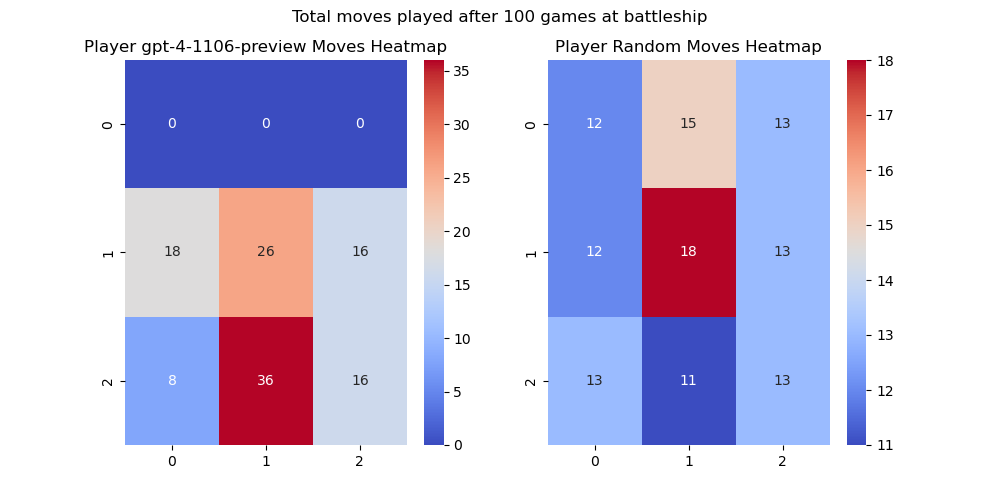 Total moves played after 100 games at battleship
Player gpt-4-1106-preview Moves Heatmap
0 0 0 0
18 26 16
1
8 36 16
2
0 1 2
35
30
25
20
15
10
5
0
Player Random Moves Heatmap
0 12 15 13
1 12 18 13
2 13 11 13
0 1 2
18
17
16
15
14
13
12
11